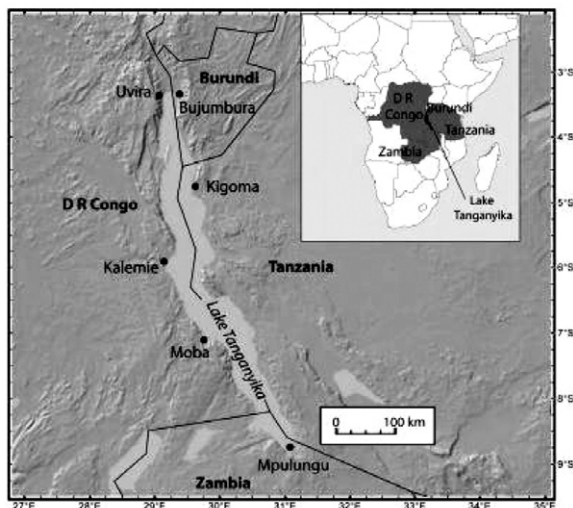 Burundi
Uvira
Bujumbura
Kigoma
D R Congo
Kalemie
Tanzania
Lake Tanganyika
Moba
Mpulungu
Zambia
0
100 km
D R
Congo
Burundi
Tanzania
Zambia
Lake
Tanganyika
3°S
4°S
5°S
6°S
7°S
8°S
9°S
27°E
28°E
29°E
30°E
31°E
32°E
33°E
34°E
35°E